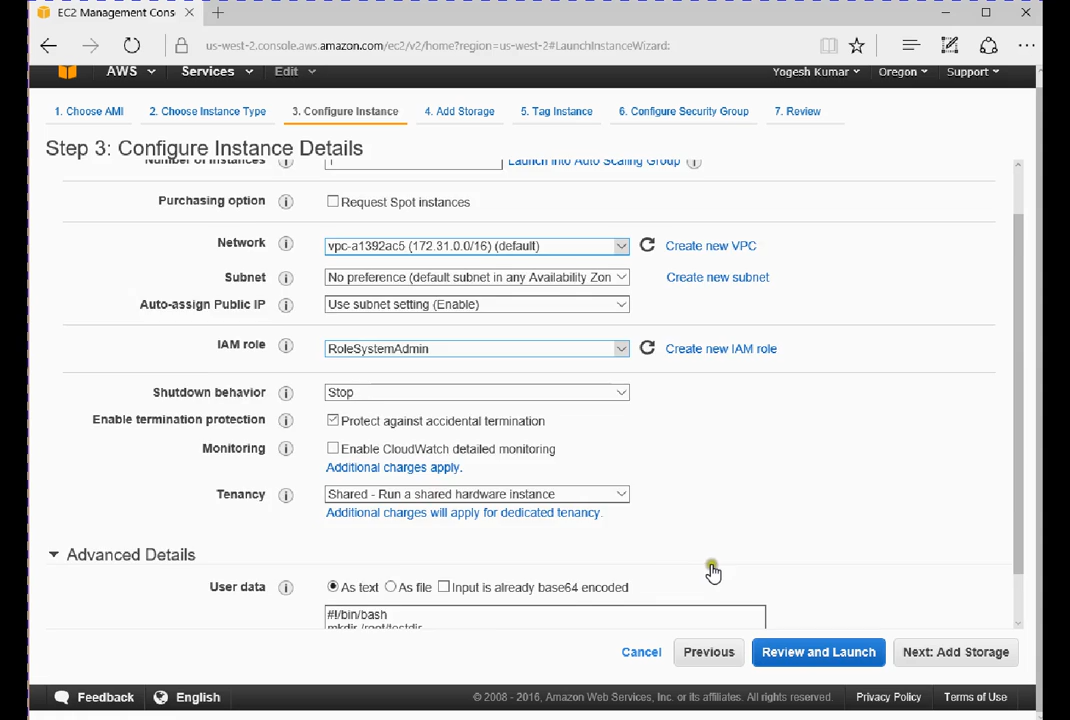 EC2 Management Cons
us-west-2.console.aws.amazon.com/ec2/v2/home?region=us-west-2#LaunchInstanceWizard:
AWS Services Edit Yogesh Kumar Oregon Support
1. Choose AMI 2. Choose Instance Type 3. Configure Instance 4. Add Storage 5. Tag Instance 6. Configure Security Group 7. Review
Step 3: Configure Instance Details
Number of instances 1 Launch into Auto Scaling Group
Purchasing option Request Spot instances
Network vpc-a1392ac5 (172.31.0.0/16) (default) Create new VPC
Subnet No preference (default subnet in any Availability Zon Create new subnet
Auto-assign Public IP Use subnet setting (Enable)
IAM role RoleSystemAdmin Create new IAM role
Shutdown behavior Stop
Enable termination protection Protect against accidental termination
Monitoring Enable CloudWatch detailed monitoring
Additional charges apply.
Tenancy Shared - Run a shared hardware instance
Additional charges will apply for dedicated tenancy.
Advanced Details
User data As text As file Input is already base64 encoded
#!/bin/bash
mkdir /root/testdir
Cancel Previous Review and Launch Next: Add Storage
Feedback English © 2008 - 2016, Amazon Web Services, Inc. or its affiliates. All rights reserved. Privacy Policy Terms of Use